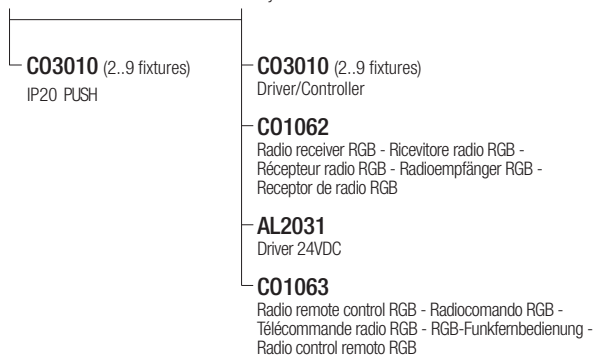 CO3010 (2..9 fixtures)
IP20 PUSH
CO3010 (2..9 fixtures)
Driver/Controller
CO1062
Radio receiver RGB - Ricevitore radio RGB -
Récepteur radio RGB - Radioempfänger RGB -
Receptor de radio RGB
AL2031
Driver 24VDC
CO1063
Radio remote control RGB - Radiocomando RGB -
Télécommande radio RGB - RGB-Funkfernbedienung -
Radio control remoto RGB